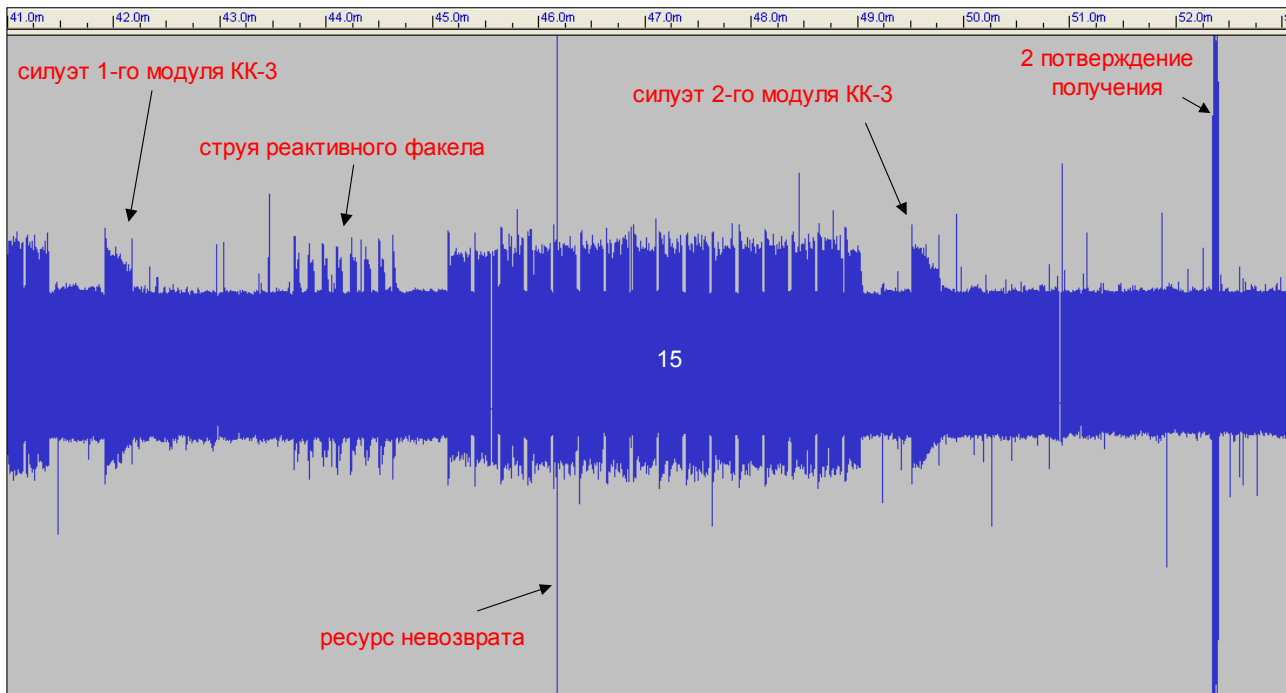 41.0m 42.0m 43.0m 44.0m 45.0m 46.0m 47.0m 48.0m 49.0m 50.0m 51.0m 52.0m
силуэт 1-го модуля КК-3
2 потверждение
получения
силуэт 2-го модуля КК-3
струя реактивного факела
15
ресурс невозврата